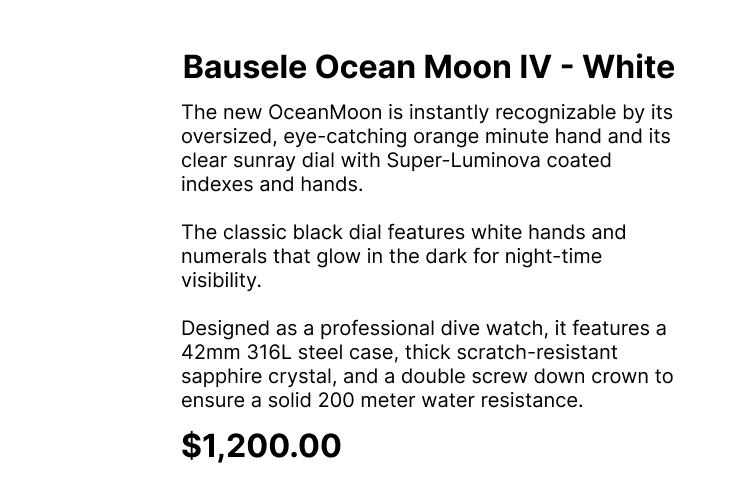 Bausele Ocean Moon IV - White
The new OceanMoon is instantly recognizable by its
oversized, eye-catching orange minute hand and its
clear sunray dial with Super-Luminova coated
indexes and hands.
The classic black dial features white hands and
numerals that glow in the dark for night-time
visibility.
Designed as a professional dive watch, it features a
42mm 316L steel case, thick scratch-resistant
sapphire crystal, and a double screw down crown to
ensure a solid 200 meter water resistance.
$1,200.00